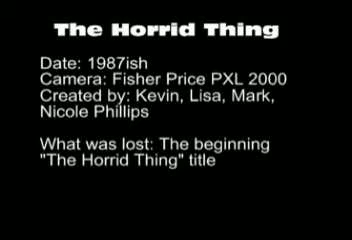 The Horrid Thing
Date: 1987ish
Camera: Fisher Price PXL 2000
Created by: Kevin, Lisa, Mark,
Nicole Phillips
What was lost: The beginning
"The Horrid Thing" title